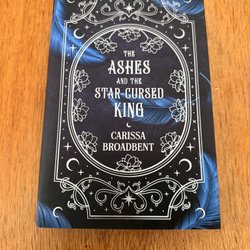 THE
ASHES
AND THE
STAR-CURSED
KING
CARISSA
BROADBENT